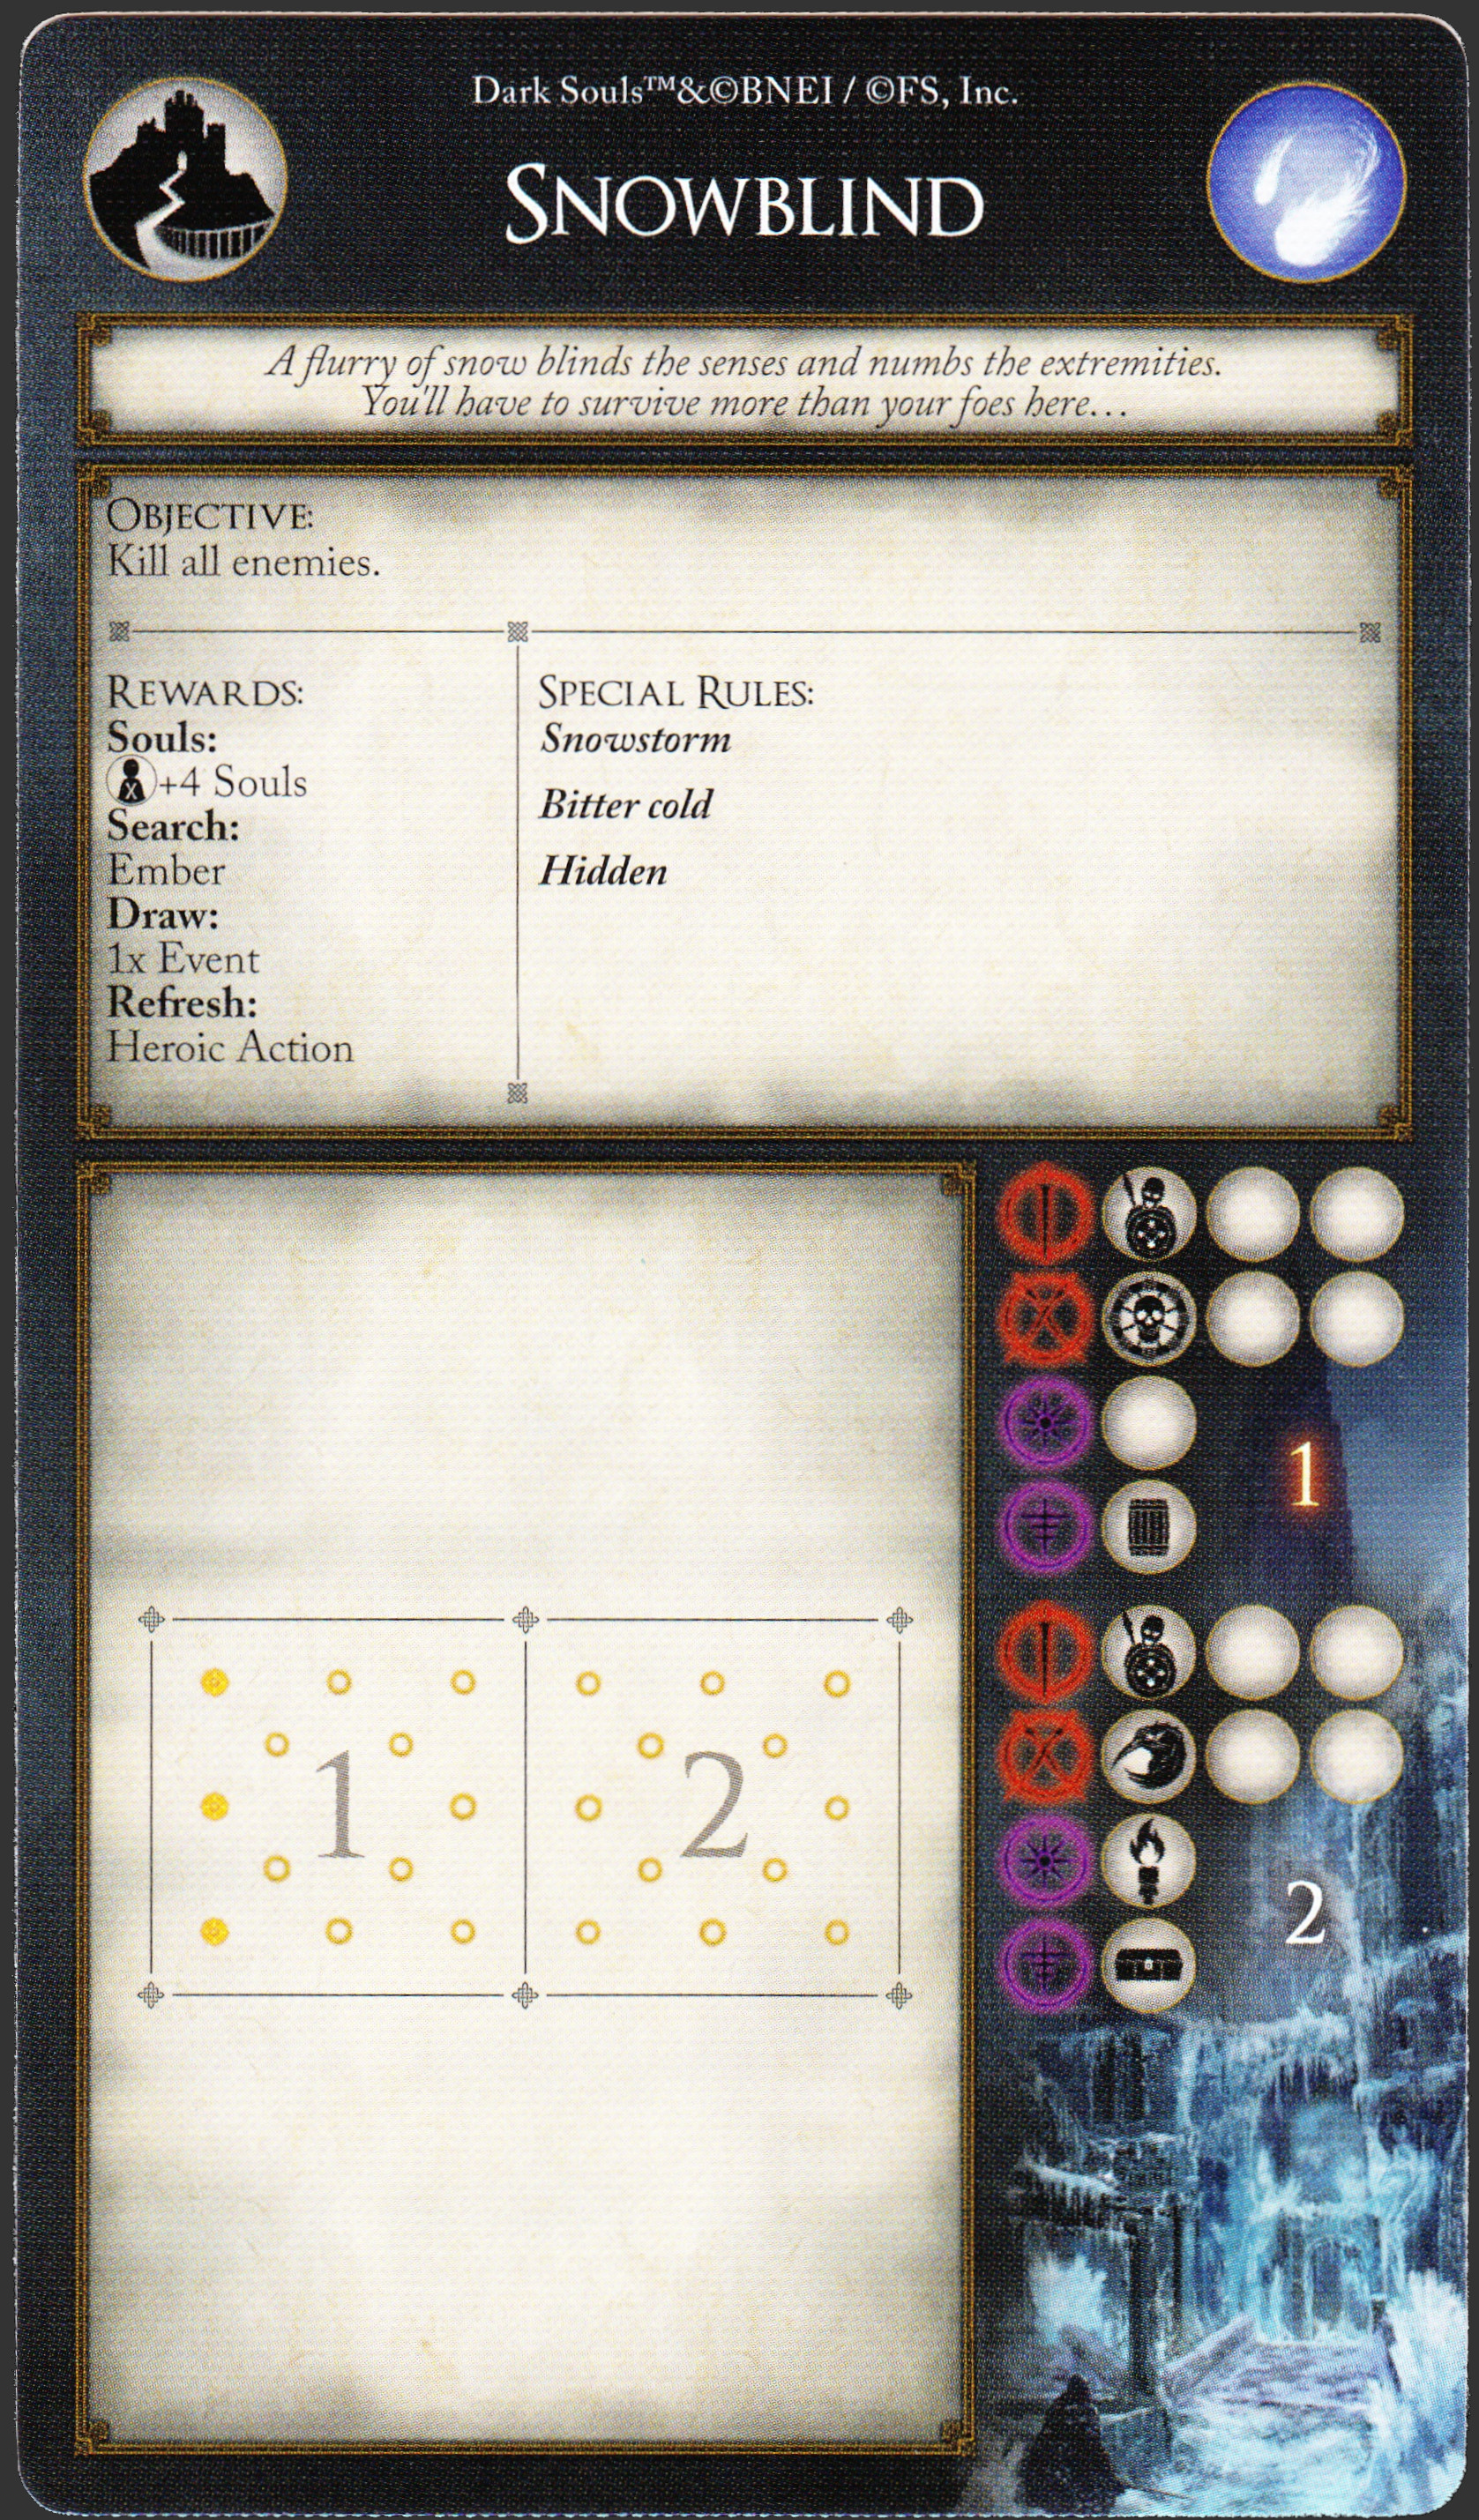 Dark Souls™&©BNEI / ©FS, Inc.
SNOWBLIND
A flurry of snow blinds the senses and numbs the extremities.
You'll have to survive more than your foes here...
OBJECTIVE:
Kill all enemies.
REWARDS:
Souls:
X +4 Souls
Search:
Ember
Draw:
1x Event
Refresh:
Heroic Action
SPECIAL RULES:
Snowstorm
Bitter cold
Hidden
1
2
1
2